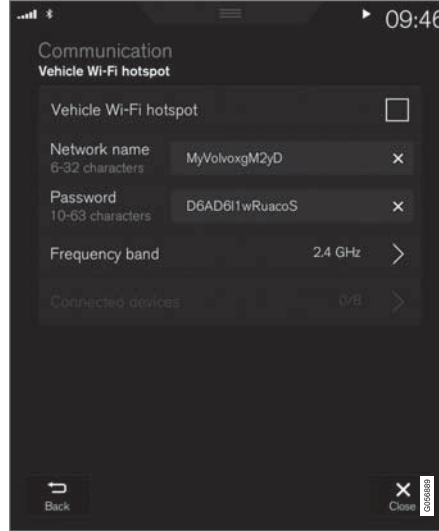 09:46
Communication
Vehicle Wi-Fi hotspot
Vehicle Wi-Fi hotspot
Network name
6-32 characters
MyVolvoxgM2yD
Password
10-63 characters
D6AD6l1wRuacoS
Frequency band
2.4 GHz
Connected devices
0/8
Back
Close
G056889